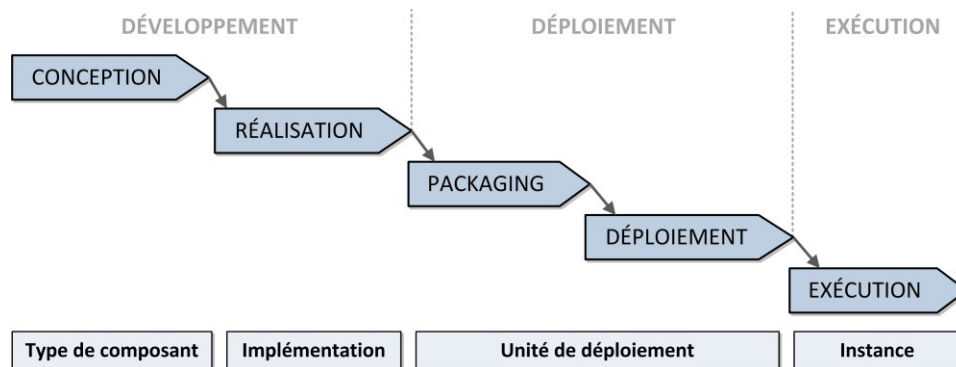 DÉVELOPPEMENT DÉPLOIEMENT EXÉCUTION
CONCEPTION
RÉALISATION
PACKAGING
DÉPLOIEMENT
EXÉCUTION
Type de composant Implémentation Unité de déploiement Instance